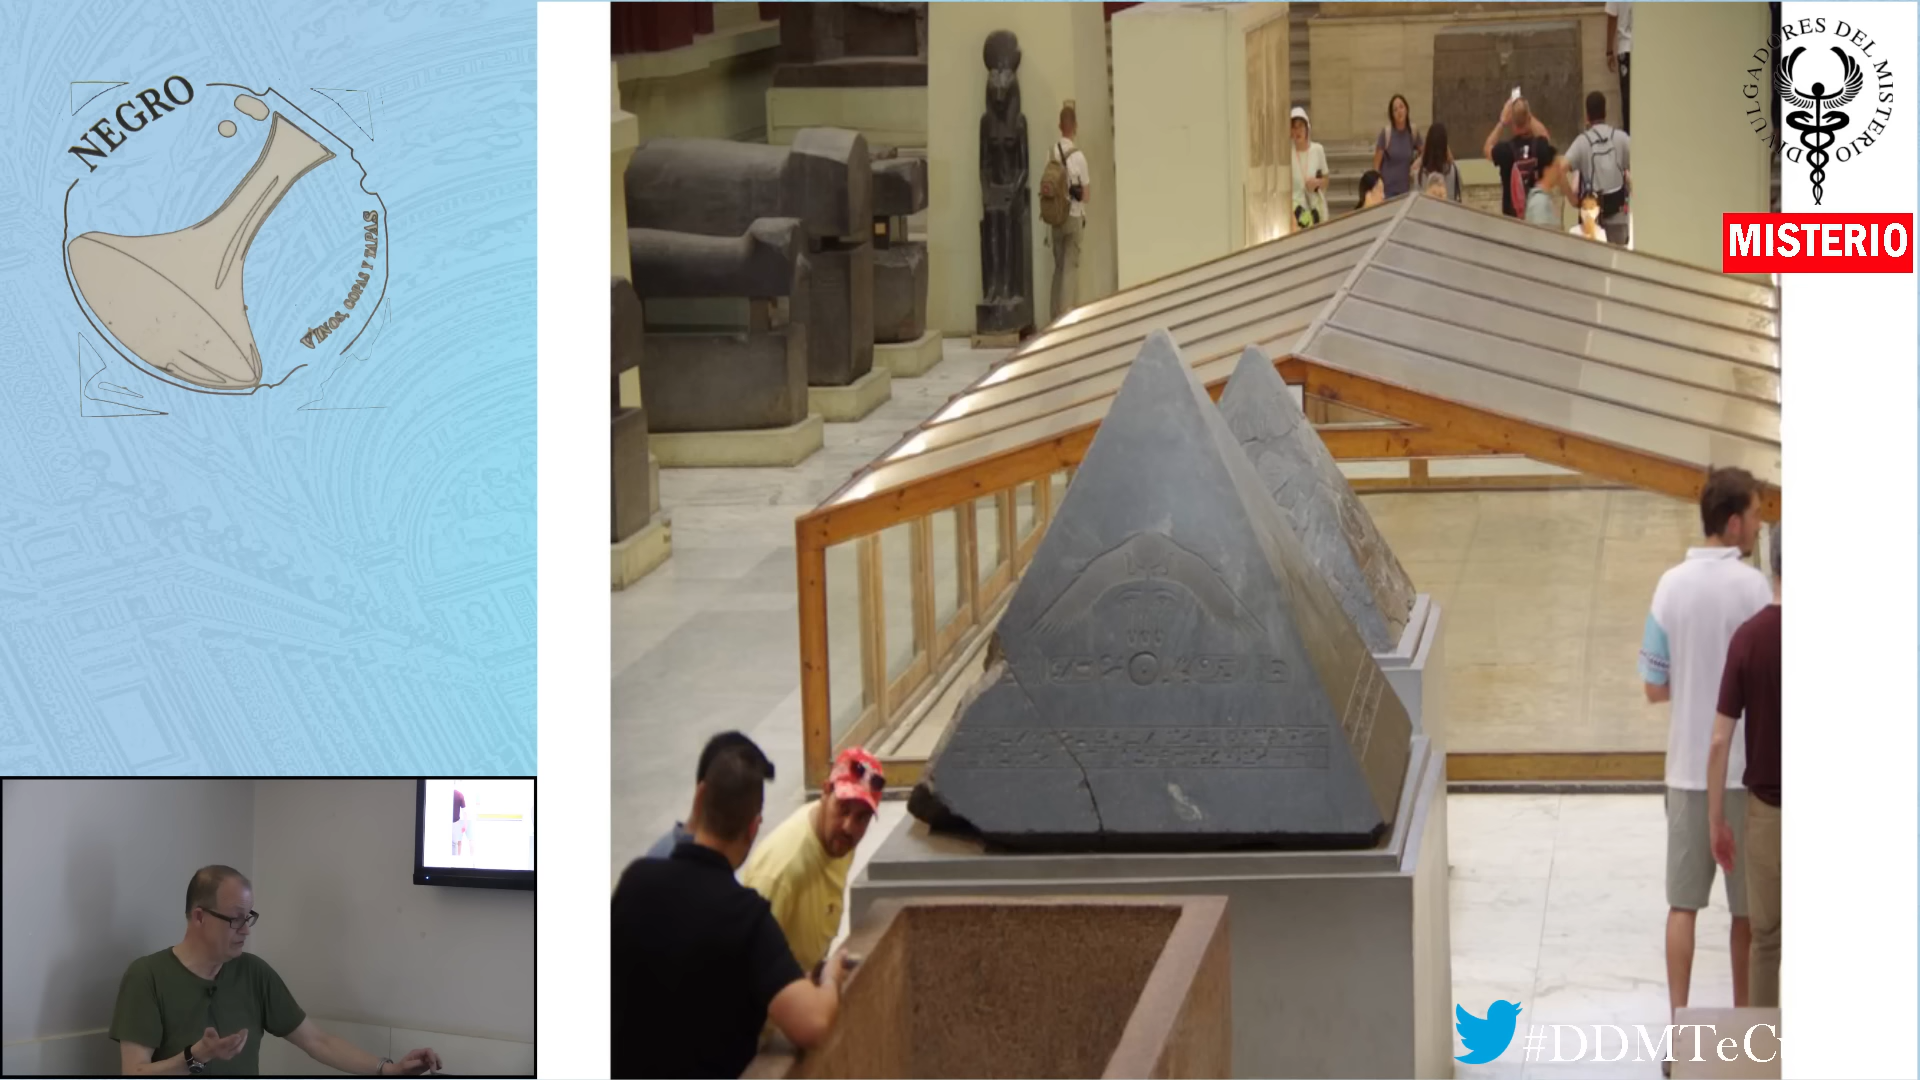 NEGRO
VINOS, COPAS Y TAPAS
DIVULGADORES DEL MISTERIO
MISTERIO
#DDMTeC